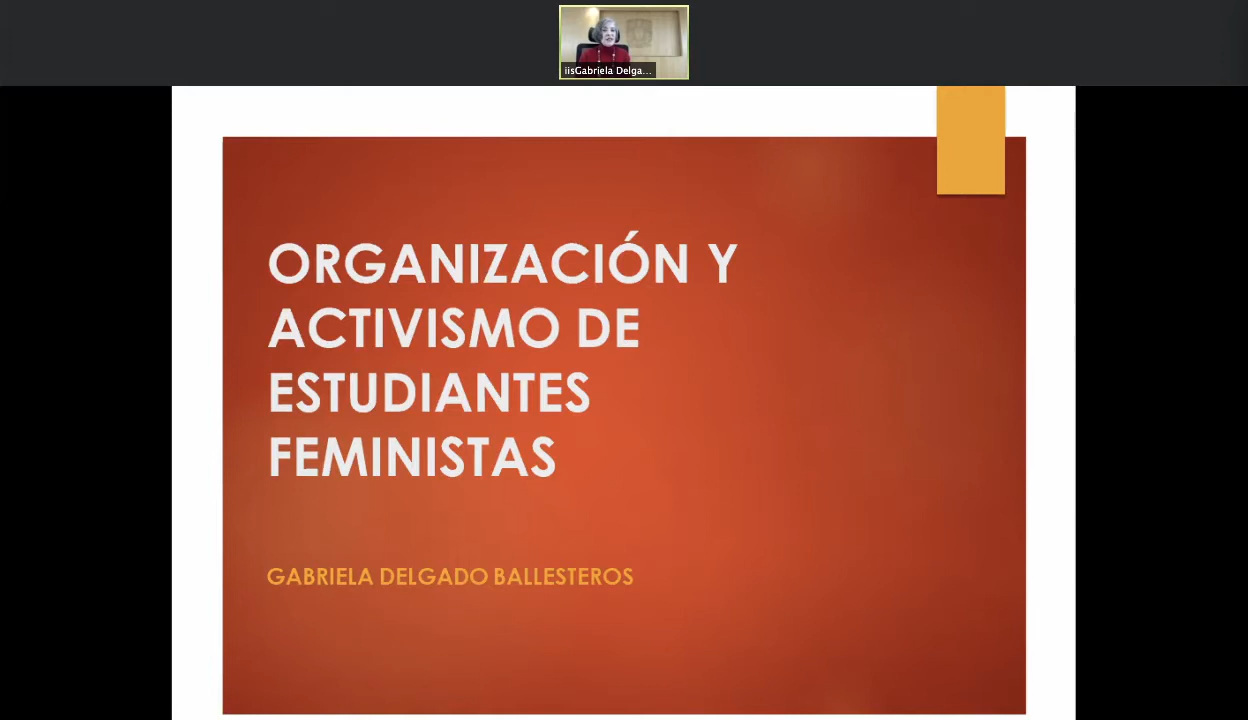 iisGabriela Delga...
ORGANIZACIÓN Y
ACTIVISMO DE
ESTUDIANTES
FEMINISTAS
GABRIELA DELGADO BALLESTEROS